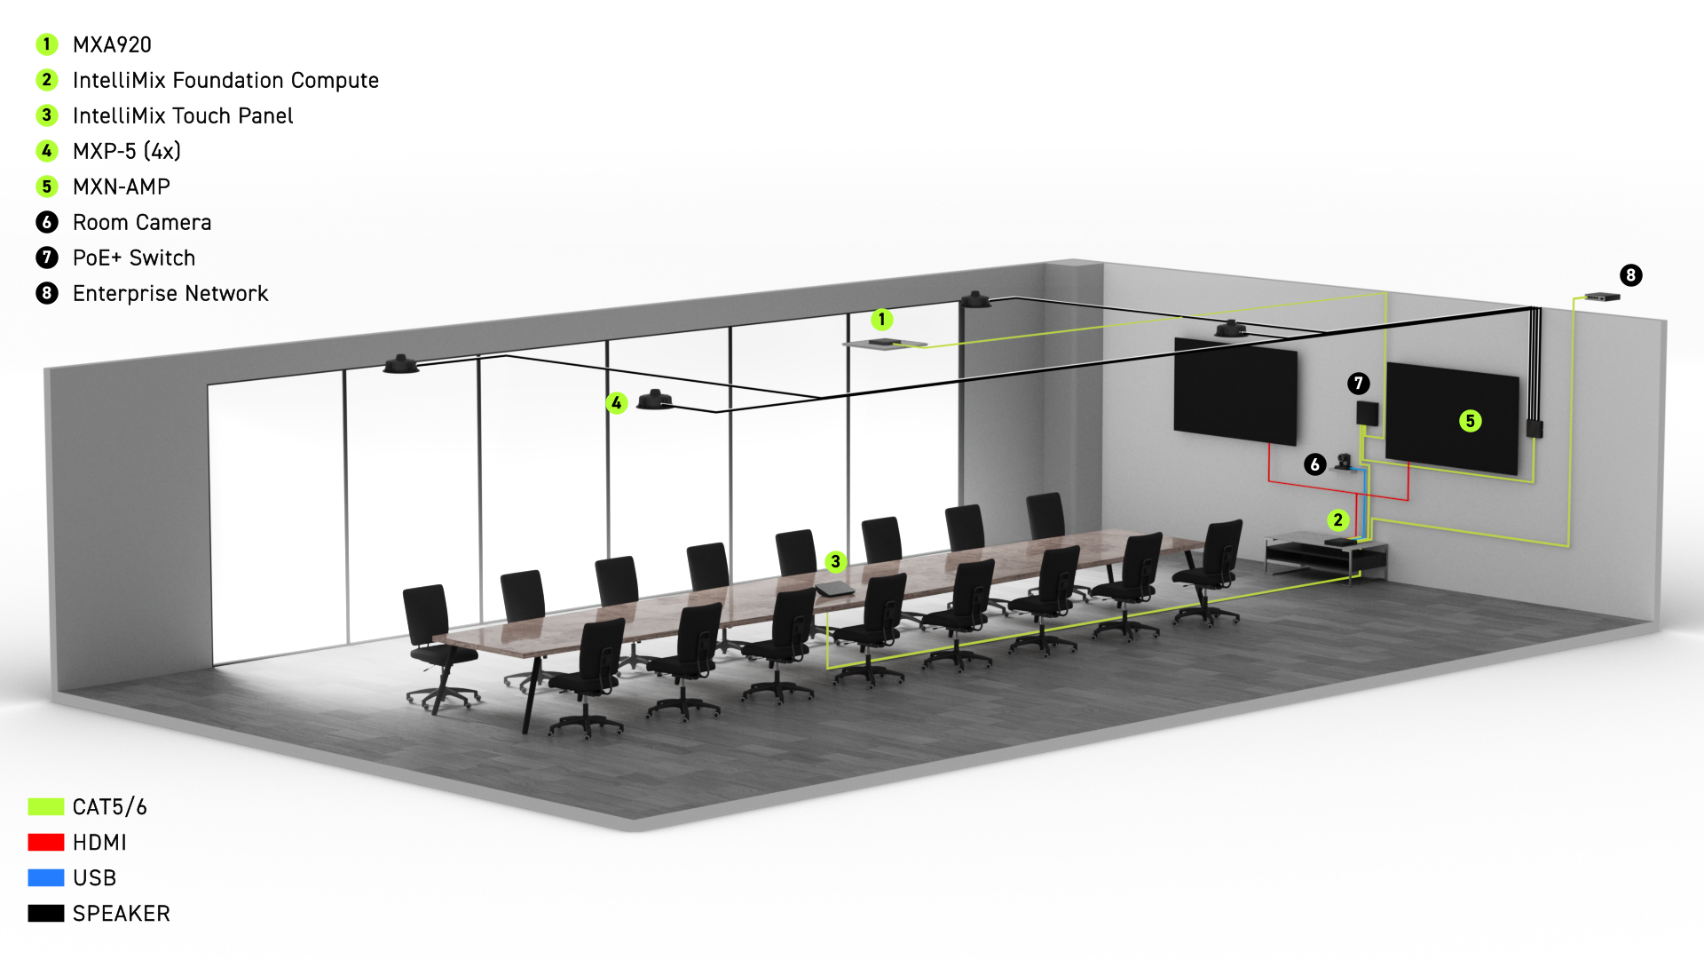 1 MXA920
2 IntelliMix Foundation Compute
3 IntelliMix Touch Panel
4 MXP-5 (4x)
5 MXN-AMP
6 Room Camera
7 PoE+ Switch
8 Enterprise Network
8
1
7
4
5
6
2
3
CAT5/6
HDMI
USB
SPEAKER